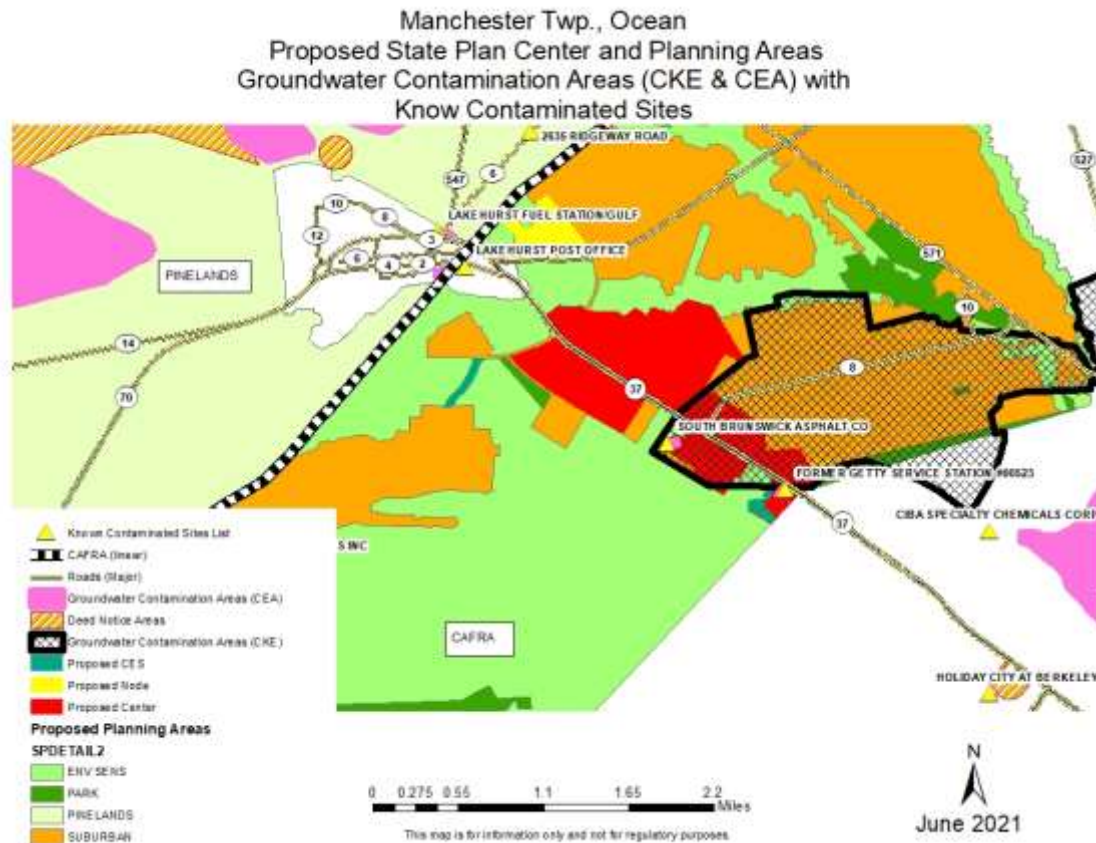 Manchester Twp., Ocean
Proposed State Plan Center and Planning Areas
Groundwater Contamination Areas (CKE & CEA) with
Know Contaminated Sites
2635 RIDGEWAY ROAD
527
547
6
10
8
LAKEHURST FUEL STATION/GULF
12
3
LAKEHURST POST OFFICE
571
6
4
2
PINELANDS
10
14
8
37
70
SOUTH BRUNSWICK ASPHALT CO
FORMER GETTY SERVICE STATION
37
CIBA SPECIALTY CHEMICALS
S INC
CAFRA
HOLIDAY CITY AT BERKELEY
Known Contaminated Sites List
CAFRA (linear)
Roads (Major)
Groundwater Contamination Areas (CEA)
Deed Notice Areas
Groundwater Contamination Areas (CKE)
Proposed CES
Proposed Node
Proposed Center
Proposed Planning Areas
SPDETAIL2
ENV SENS
PARK
PINELANDS
SUBURBAN
0 0.275 0.55 1.1 1.65 2.2
Miles
This map is for information only and not for regulatory purposes.
N
June 2021